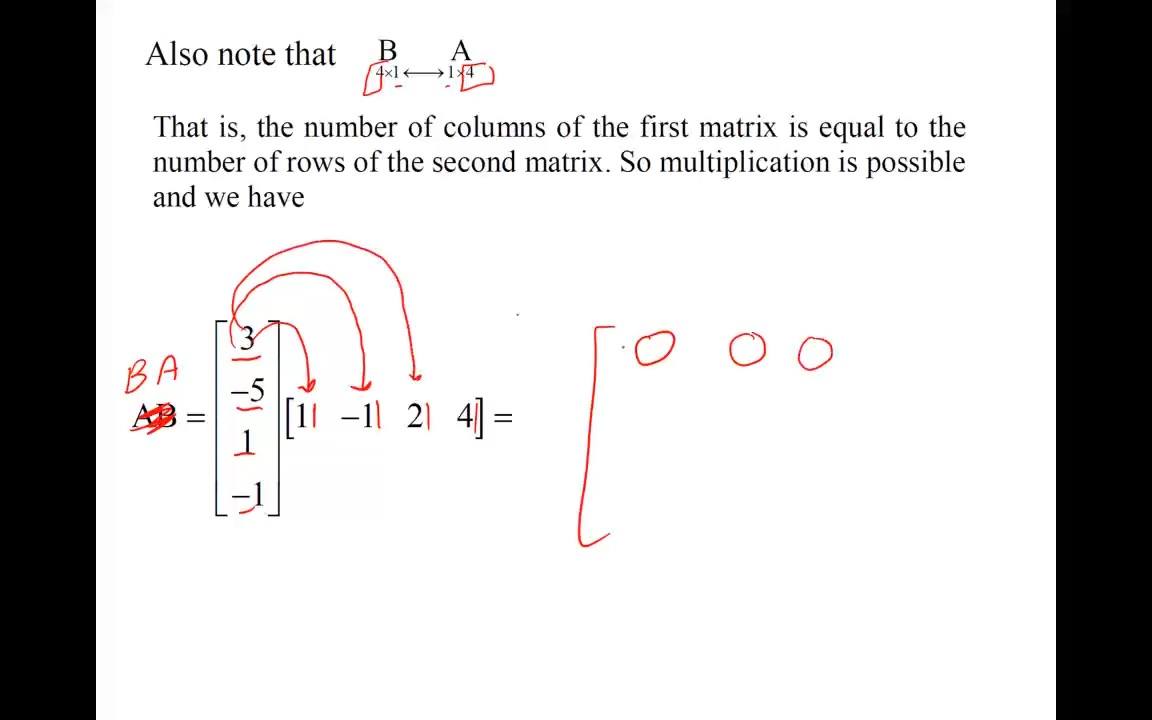 Also note that B A
4×1 ⟷ 1×4
That is, the number of columns of the first matrix is equal to the
number of rows of the second matrix. So multiplication is possible
and we have
B A
AB = [3 −5 1 −1] [1 −1 2 4] =